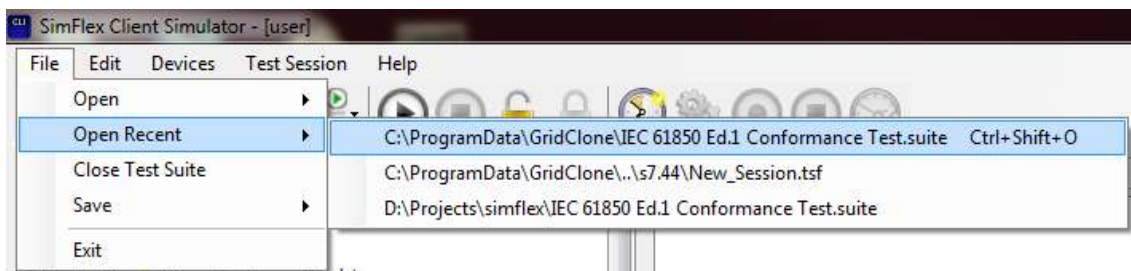 CLI SimFlex Client Simulator - [user]
File Edit Devices Test Session Help
Open
Open Recent
C:\ProgramData\GridClone\IEC 61850 Ed.1 Conformance Test.suite Ctrl+Shift+O
Close Test Suite
C:\ProgramData\GridClone\..\s7.44\New_Session.tsf
Save
D:\Projects\simflex\IEC 61850 Ed.1 Conformance Test.suite
Exit